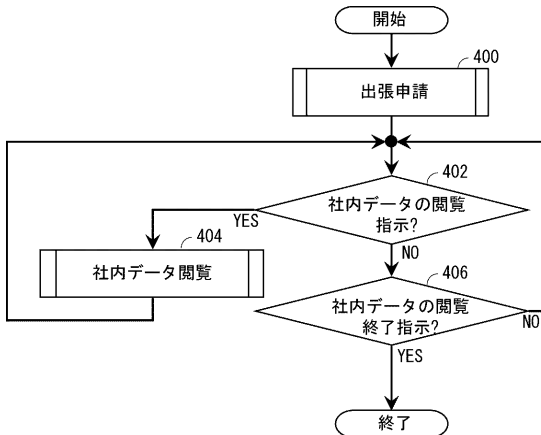 開始
400
出張申請
402
社内データの閲覧
指示?
YES
NO
404
社内データ閲覧
406
社内データの閲覧
終了指示?
NO
YES
終了